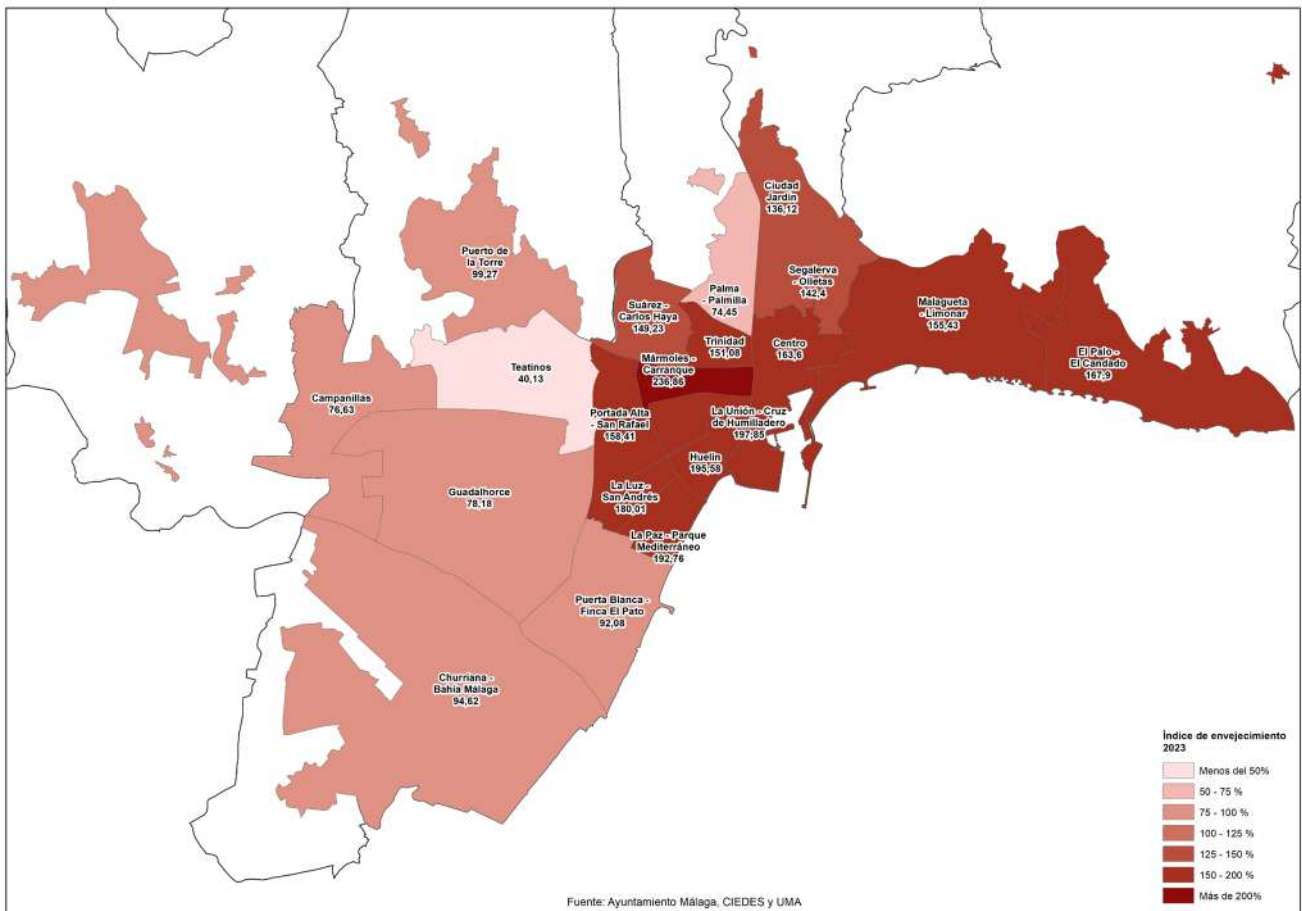 Ciudad
Jardín
136,12
Puerto de
la Torre
99,27
Segalerva
- Olletas
142,4
Palma
- Palmilla
74,45
Suárez -
Carlos Haya
149,23
Malagueta
- Limonar
155,43
Trinidad
151,08
Centro
163,6
El Palo -
El Candado
167,9
Mármoles -
Carranque
236,86
Teatinos
40,13
Campanillas
76,63
Portada Alta
- San Rafael
158,41
La Unión - Cruz
de Humilladero
197,85
Huelin
195,58
Guadalhorce
78,18
La Luz -
San Andrés
180,01
La Paz - Parque
Mediterráneo
192,76
Puerta Blanca -
Finca El Pato
92,08
Churriana -
Bahía Málaga
94,62
Índice de envejecimiento
2023
Menos del 50%
50 - 75 %
75 - 100 %
100 - 125 %
125 - 150 %
150 - 200 %
Más de 200%
Fuente: Ayuntamiento Málaga, CIEDES y UMA